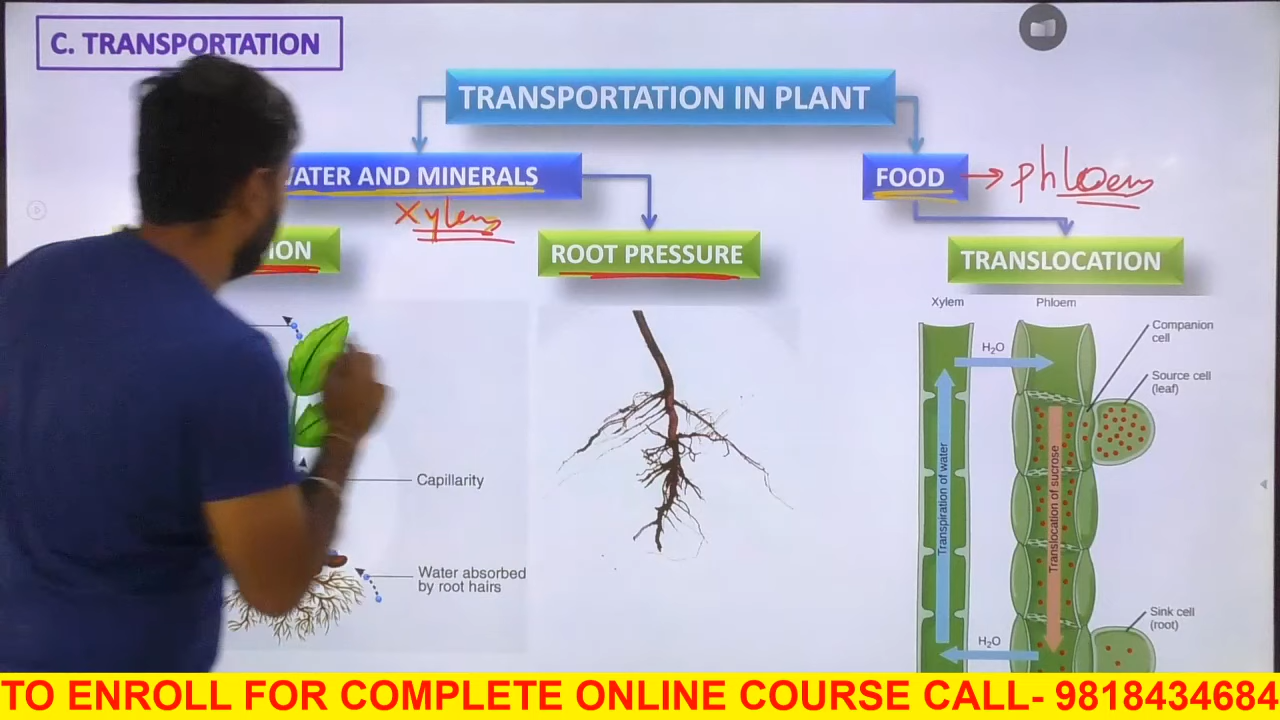 C. TRANSPORTATION
TRANSPORTATION IN PLANT
WATER AND MINERALS
FOOD → phloem
Xylem
ION
ROOT PRESSURE
TRANSLOCATION
Xylem
Phloem
Companion
cell
H₂O
Source cell
(leaf)
Capillarity
Transpiration of water
Translocation of sucrose
Water absorbed
by root hairs
Sink cell
(root)
H₂O
TO ENROLL FOR COMPLETE ONLINE COURSE CALL- 9818434684